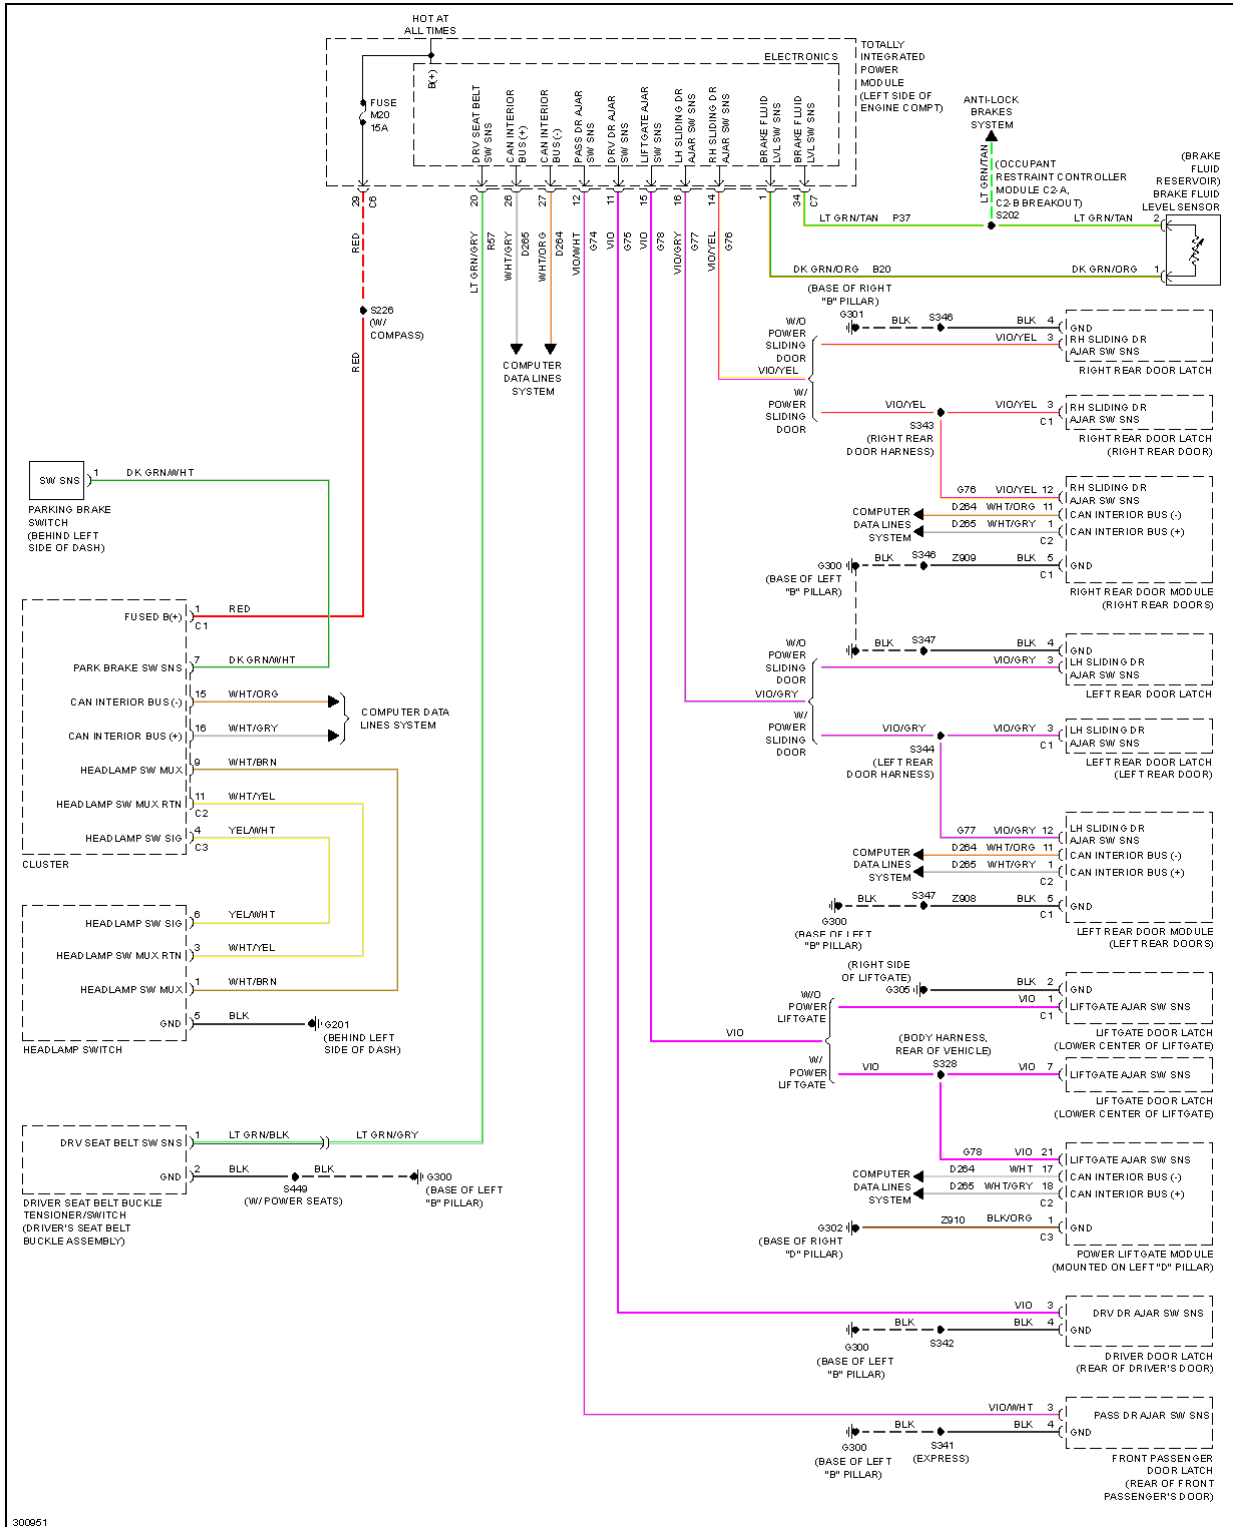 HOT AT
ALL TIMES
FUSE
M20
15A
B(+)
ELECTRONICS
DRV SEAT BELT
SW SNS
CAN INTERIOR
BUS (+)
CAN INTERIOR
BUS (-)
PASS DR AJAR
SW SNS
DRV DR AJAR
SW SNS
LIFTGATE AJAR
SW SNS
LH SLIDING DR
AJAR SW SNS
RH SLIDING DR
AJAR SW SNS
BRAKE FLUID
LVL SW SNS
BRAKE FLUID
LVL SW SNS
TOTALLY
INTEGRATED
POWER
MODULE
(LEFT SIDE OF
ENGINE COMPT)
29
C6
20
26
27
12
11
15
16
14
1
34
C7
RED
LT GRN/GRY
R57
WHT/GRY
D265
WHT/ORG
D264
VIO/WHT
G74
VIO
G75
VIO
G78
VIO/GRY
G77
VIO/YEL
G76
ANTI-LOCK
BRAKES
SYSTEM
LT GRN/TAN
(OCCUPANT
RESTRAINT CONTROLLER
MODULE C2-A,
C2-B BREAKOUT)
S202
LT GRN/TAN P37
LT GRN/TAN 2
(BRAKE
FLUID
RESERVOIR)
BRAKE FLUID
LEVEL SENSOR
DK GRN/ORG B20
DK GRN/ORG 1
S226
(W/
COMPASS)
RED
COMPUTER
DATA LINES
SYSTEM
(BASE OF RIGHT
"B" PILLAR)
G301
BLK
S346
BLK 4
GND
W/O
POWER
SLIDING
DOOR
VIO/YEL 3
RH SLIDING DR
AJAR SW SNS
RIGHT REAR DOOR LATCH
VIO/YEL
W/
POWER
SLIDING
DOOR
VIO/YEL
S343
(RIGHT REAR
DOOR HARNESS)
VIO/YEL 3
C1
RH SLIDING DR
AJAR SW SNS
RIGHT REAR DOOR LATCH
(RIGHT REAR DOOR)
G76 VIO/YEL 12
RH SLIDING DR
AJAR SW SNS
COMPUTER
DATA LINES
SYSTEM
D264 WHT/ORG 11
CAN INTERIOR BUS (-)
D265 WHT/GRY 1
C2
CAN INTERIOR BUS (+)
G300
(BASE OF LEFT
"B" PILLAR)
BLK
S346
Z909 BLK 5
C1
GND
RIGHT REAR DOOR MODULE
(RIGHT REAR DOORS)
SW SNS
1
DK GRN/WHT
PARKING BRAKE
SWITCH
(BEHIND LEFT
SIDE OF DASH)
FUSED B(+)
1
C1
RED
PARK BRAKE SW SNS
7
DK GRN/WHT
CAN INTERIOR BUS (-)
15
WHT/ORG
CAN INTERIOR BUS (+)
16
WHT/GRY
COMPUTER DATA
LINES SYSTEM
HEADLAMP SW MUX
9
WHT/BRN
HEADLAMP SW MUX RTN
11
C2
WHT/YEL
HEADLAMP SW SIG
4
C3
YEL/WHT
CLUSTER
W/O
POWER
SLIDING
DOOR
BLK
S347
BLK 4
GND
VIO/GRY 3
LH SLIDING DR
AJAR SW SNS
LEFT REAR DOOR LATCH
VIO/GRY
W/
POWER
SLIDING
DOOR
VIO/GRY
S344
(LEFT REAR
DOOR HARNESS)
VIO/GRY 3
C1
LH SLIDING DR
AJAR SW SNS
LEFT REAR DOOR LATCH
(LEFT REAR DOOR)
G77 VIO/GRY 12
LH SLIDING DR
AJAR SW SNS
COMPUTER
DATA LINES
SYSTEM
D264 WHT/ORG 11
CAN INTERIOR BUS (-)
D265 WHT/GRY 1
C2
CAN INTERIOR BUS (+)
G300
(BASE OF LEFT
"B" PILLAR)
BLK
S347
Z908 BLK 5
C1
GND
LEFT REAR DOOR MODULE
(LEFT REAR DOORS)
HEADLAMP SW SIG
6
YEL/WHT
HEADLAMP SW MUX RTN
3
WHT/YEL
HEADLAMP SW MUX
1
WHT/BRN
GND
5
BLK
G201
(BEHIND LEFT
SIDE OF DASH)
HEADLAMP SWITCH
(RIGHT SIDE
OF LIFTGATE)
G305
BLK 2
GND
W/O
POWER
LIFTGATE
VIO 1
C1
LIFTGATE AJAR SW SNS
LIFTGATE DOOR LATCH
(LOWER CENTER OF LIFTGATE)
VIO
W/
POWER
LIFTGATE
VIO
(BODY HARNESS,
REAR OF VEHICLE)
S328
VIO 7
LIFTGATE AJAR SW SNS
LIFTGATE DOOR LATCH
(LOWER CENTER OF LIFTGATE)
DRV SEAT BELT SW SNS
1
LT GRN/BLK
LT GRN/GRY
GND
2
BLK
S449
(W/ POWER SEATS)
BLK
G300
(BASE OF LEFT
"B" PILLAR)
DRIVER SEAT BELT BUCKLE
TENSIONER/SWITCH
(DRIVER'S SEAT BELT
BUCKLE ASSEMBLY)
G78 VIO 21
LIFTGATE AJAR SW SNS
COMPUTER
DATA LINES
SYSTEM
D264 WHT 17
CAN INTERIOR BUS (-)
D265 WHT/GRY 18
C2
CAN INTERIOR BUS (+)
G302
(BASE OF RIGHT
"D" PILLAR)
Z910 BLK/ORG 1
C3
GND
POWER LIFTGATE MODULE
(MOUNTED ON LEFT "D" PILLAR)
VIO 3
DRV DR AJAR SW SNS
G300
(BASE OF LEFT
"B" PILLAR)
BLK
S342
BLK 4
GND
DRIVER DOOR LATCH
(REAR OF DRIVER'S DOOR)
VIO/WHT 3
PASS DR AJAR SW SNS
G300
(BASE OF LEFT
"B" PILLAR)
BLK
S341
(EXPRESS)
BLK 4
GND
FRONT PASSENGER
DOOR LATCH
(REAR OF FRONT
PASSENGER'S DOOR)
300951